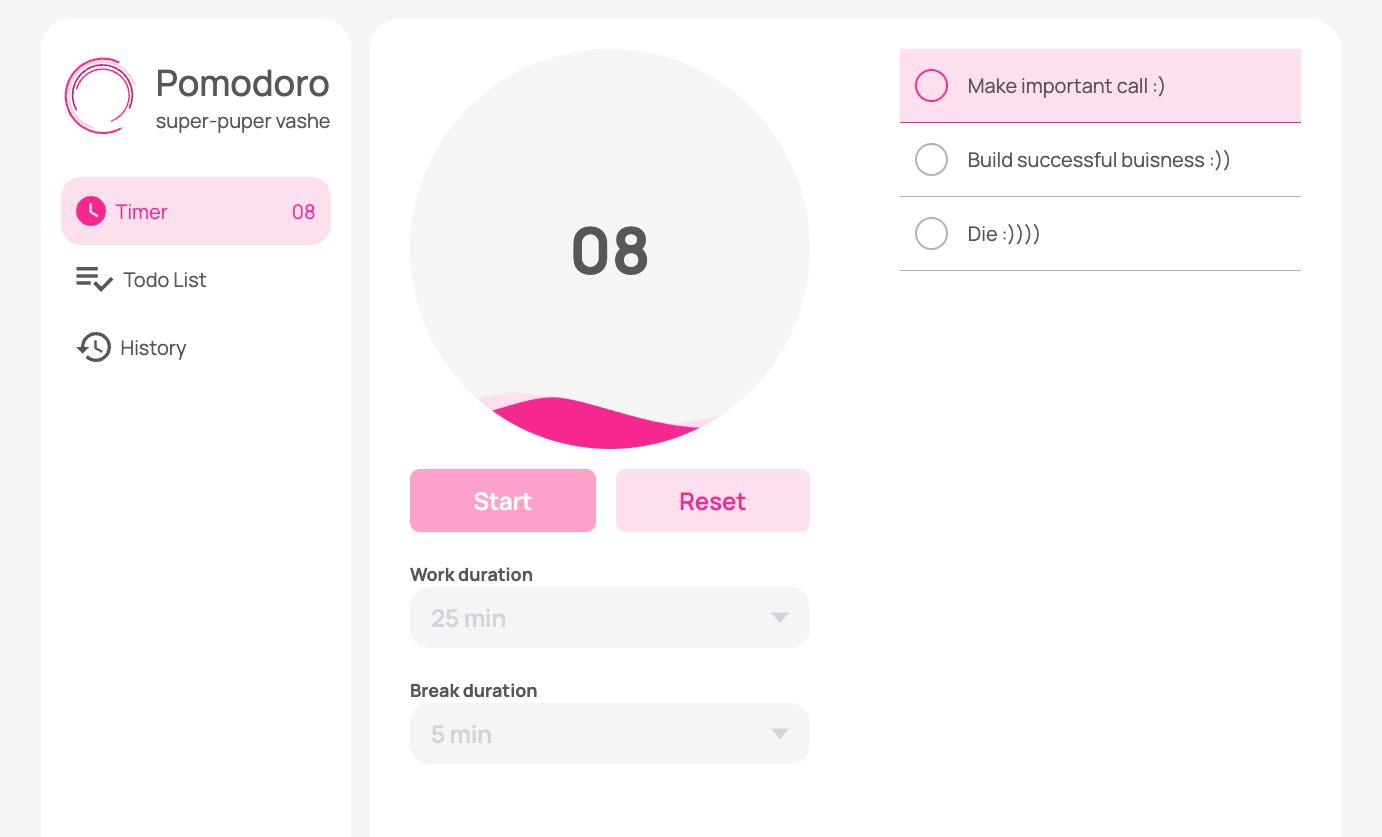 Pomodoro
super-puper vashe
Timer 08
Todo List
History
08
Start Reset
Work duration
25 min
Break duration
5 min
Make important call :)
Build successful buisness :))
Die :))))